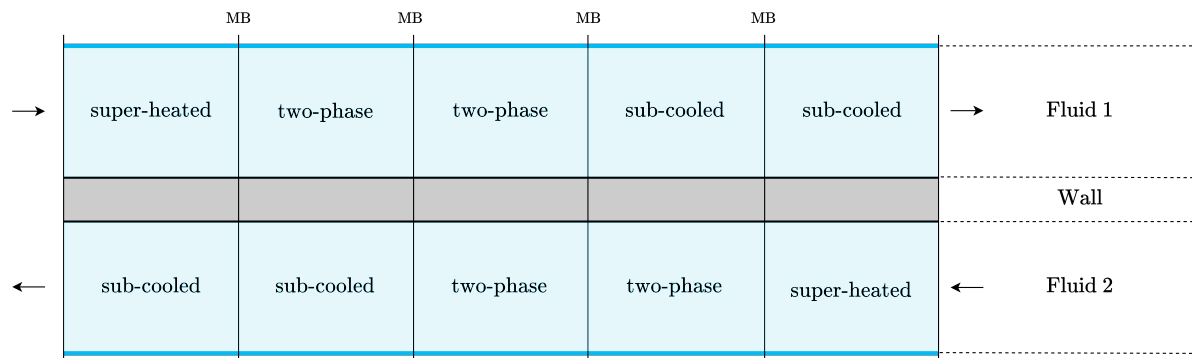 MB MB MB MB
super-heated two-phase two-phase sub-cooled sub-cooled Fluid 1
Wall
sub-cooled sub-cooled two-phase two-phase super-heated Fluid 2